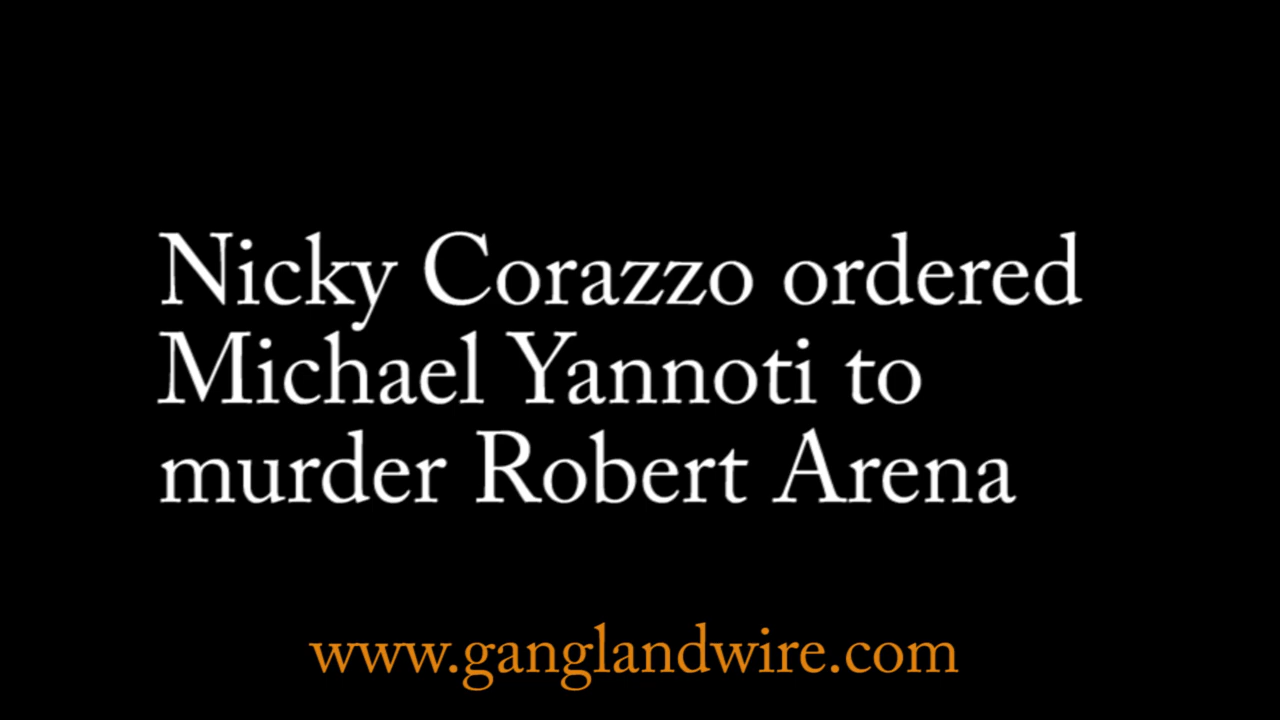 Nicky Corazzo ordered
Michael Yannoti to
murder Robert Arena
www.ganglandwire.com